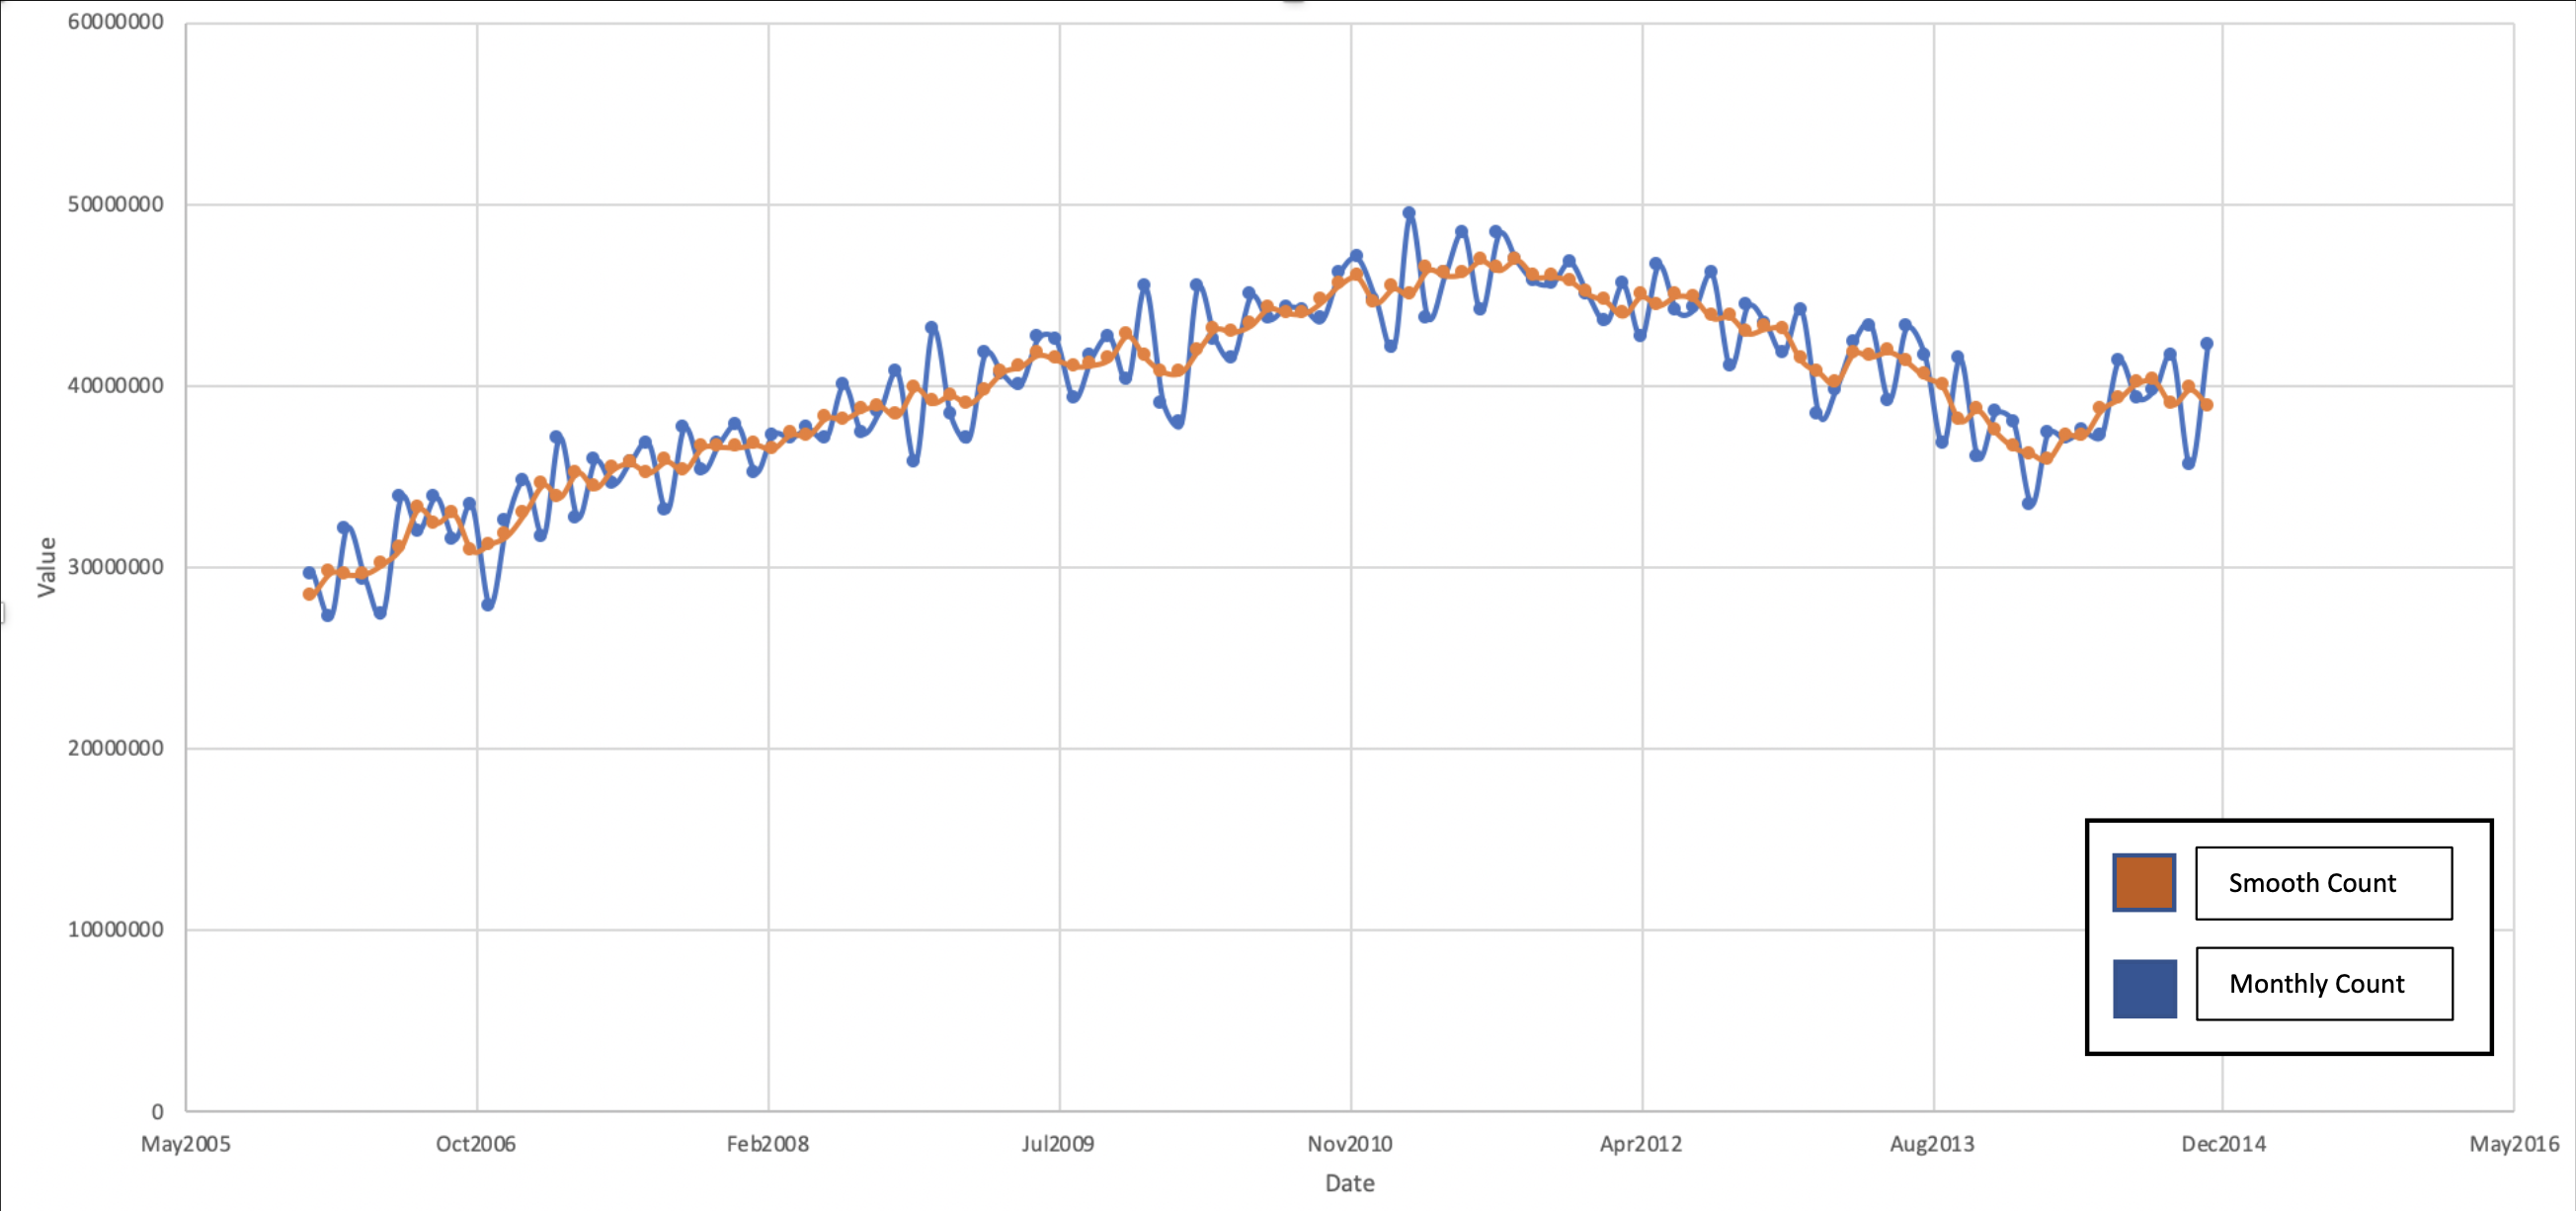 60000000
50000000
40000000
30000000
20000000
10000000
0
Value
May2005 Oct2006 Feb2008 Jul2009 Nov2010 Apr2012 Aug2013 Dec2014 May2016
Date
Smooth Count
Monthly Count